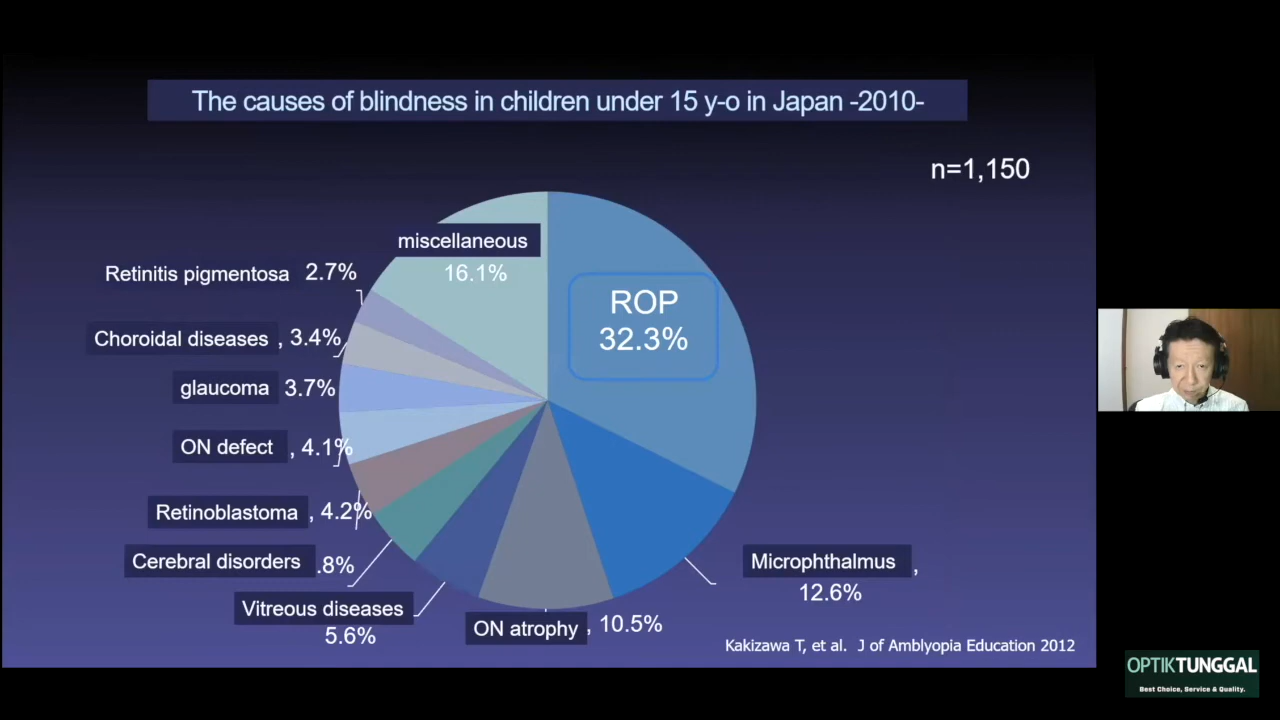 The causes of blindness in children under 15 y-o in Japan -2010-
n=1,150
miscellaneous
16.1%
ROP
32.3%
Retinitis pigmentosa 2.7%
Choroidal diseases , 3.4%
glaucoma 3.7%
ON defect , 4.1%
Retinoblastoma , 4.2%
Cerebral disorders .8%
Vitreous diseases
5.6%
ON atrophy , 10.5%
Microphthalmus ,
12.6%
Kakizawa T, et al. J of Amblyopia Education 2012
OPTIKTUNGGAL
Best Choice, Service & Quality.